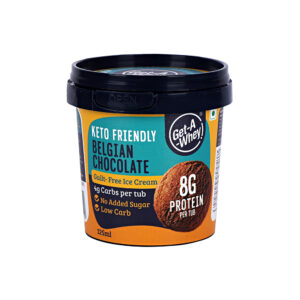 OPEN
Get-A
-Whey
KETO FRIENDLY
BELGIAN
CHOCOLATE
Guilt-Free Ice Cream
4g Carbs per tub
No Added Sugar
Low Carb
8G
PROTEIN
PER TUB
125ml